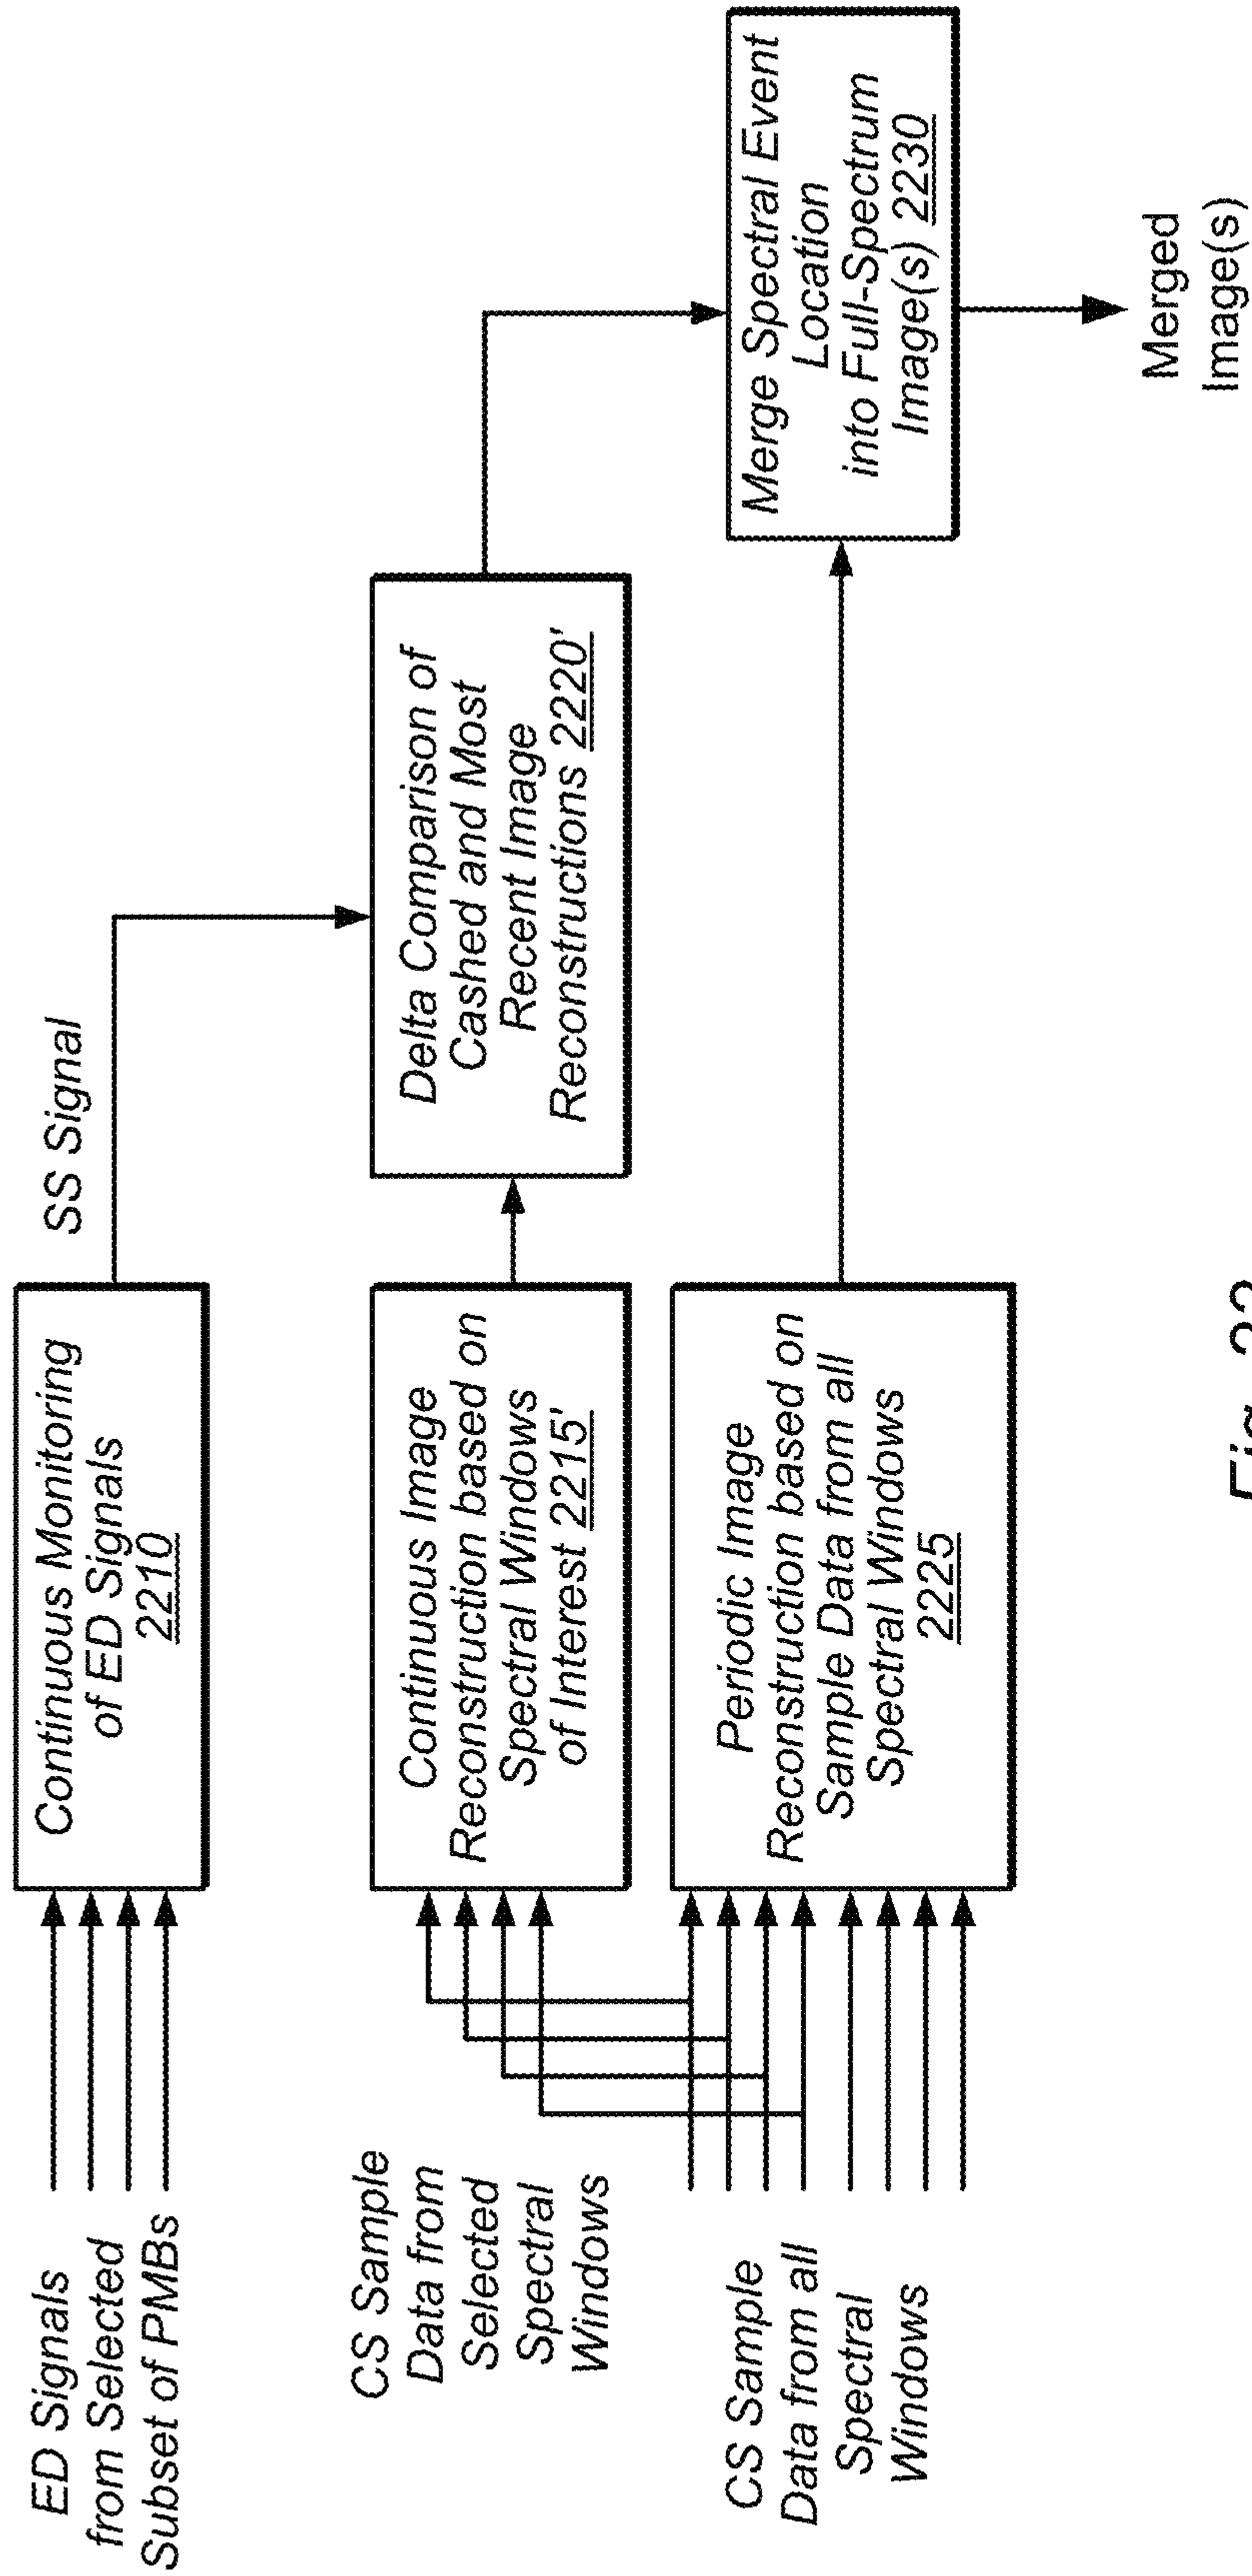 ED Signals
from Selected
Subset of PMBs
Continuous Monitoring
of ED Signals
2210
SS Signal
CS Sample
Data from
Selected
Spectral
Windows
Continuous Image
Reconstruction based on
Spectral Windows
of Interest 2215'
Delta Comparison of
Cashed and Most
Recent Image
Reconstructions 2220'
CS Sample
Data from all
Spectral
Windows
Periodic Image
Reconstruction based on
Sample Data from all
Spectral Windows
2225
Merge Spectral Event
Location
into Full-Spectrum
Image(s) 2230
Merged
Image(s)
Fig.